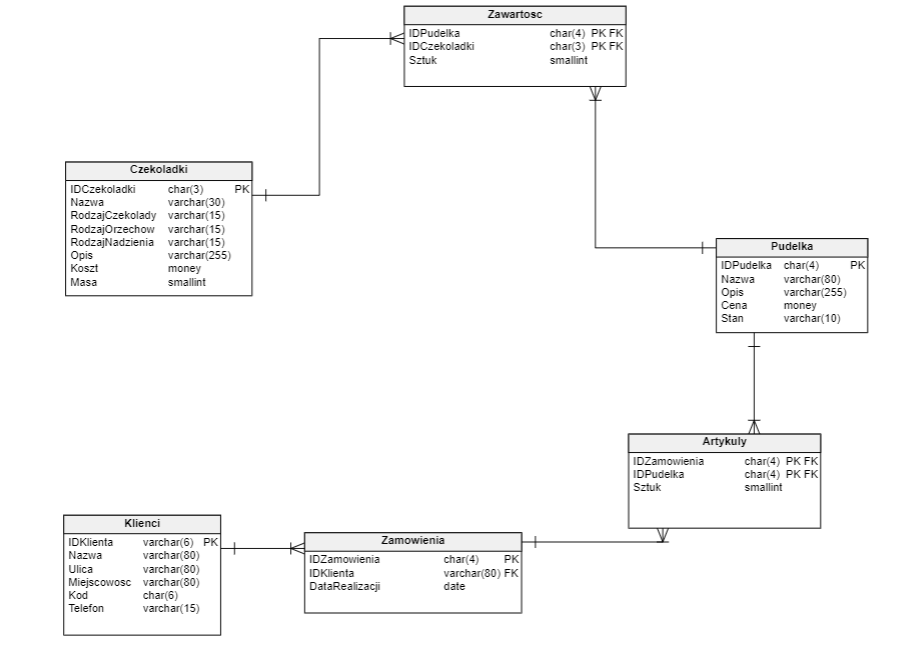 Zawartosc
IDPudelka char(4) PK FK
IDCzekoladki char(3) PK FK
Sztuk smallint
Czekoladki
IDCzekoladki char(3) PK
Nazwa varchar(30)
RodzajCzekolady varchar(15)
RodzajOrzechow varchar(15)
RodzajNadzienia varchar(15)
Opis varchar(255)
Koszt money
Masa smallint
Pudelka
IDPudelka char(4) PK
Nazwa varchar(80)
Opis varchar(255)
Cena money
Stan varchar(10)
Artykuly
IDZamowienia char(4) PK FK
IDPudelka char(4) PK FK
Sztuk smallint
Klienci
IDKlienta varchar(6) PK
Nazwa varchar(80)
Ulica varchar(80)
Miejscowosc varchar(80)
Kod char(6)
Telefon varchar(15)
Zamowienia
IDZamowienia char(4) PK
IDKlienta varchar(80) FK
DataRealizacji date